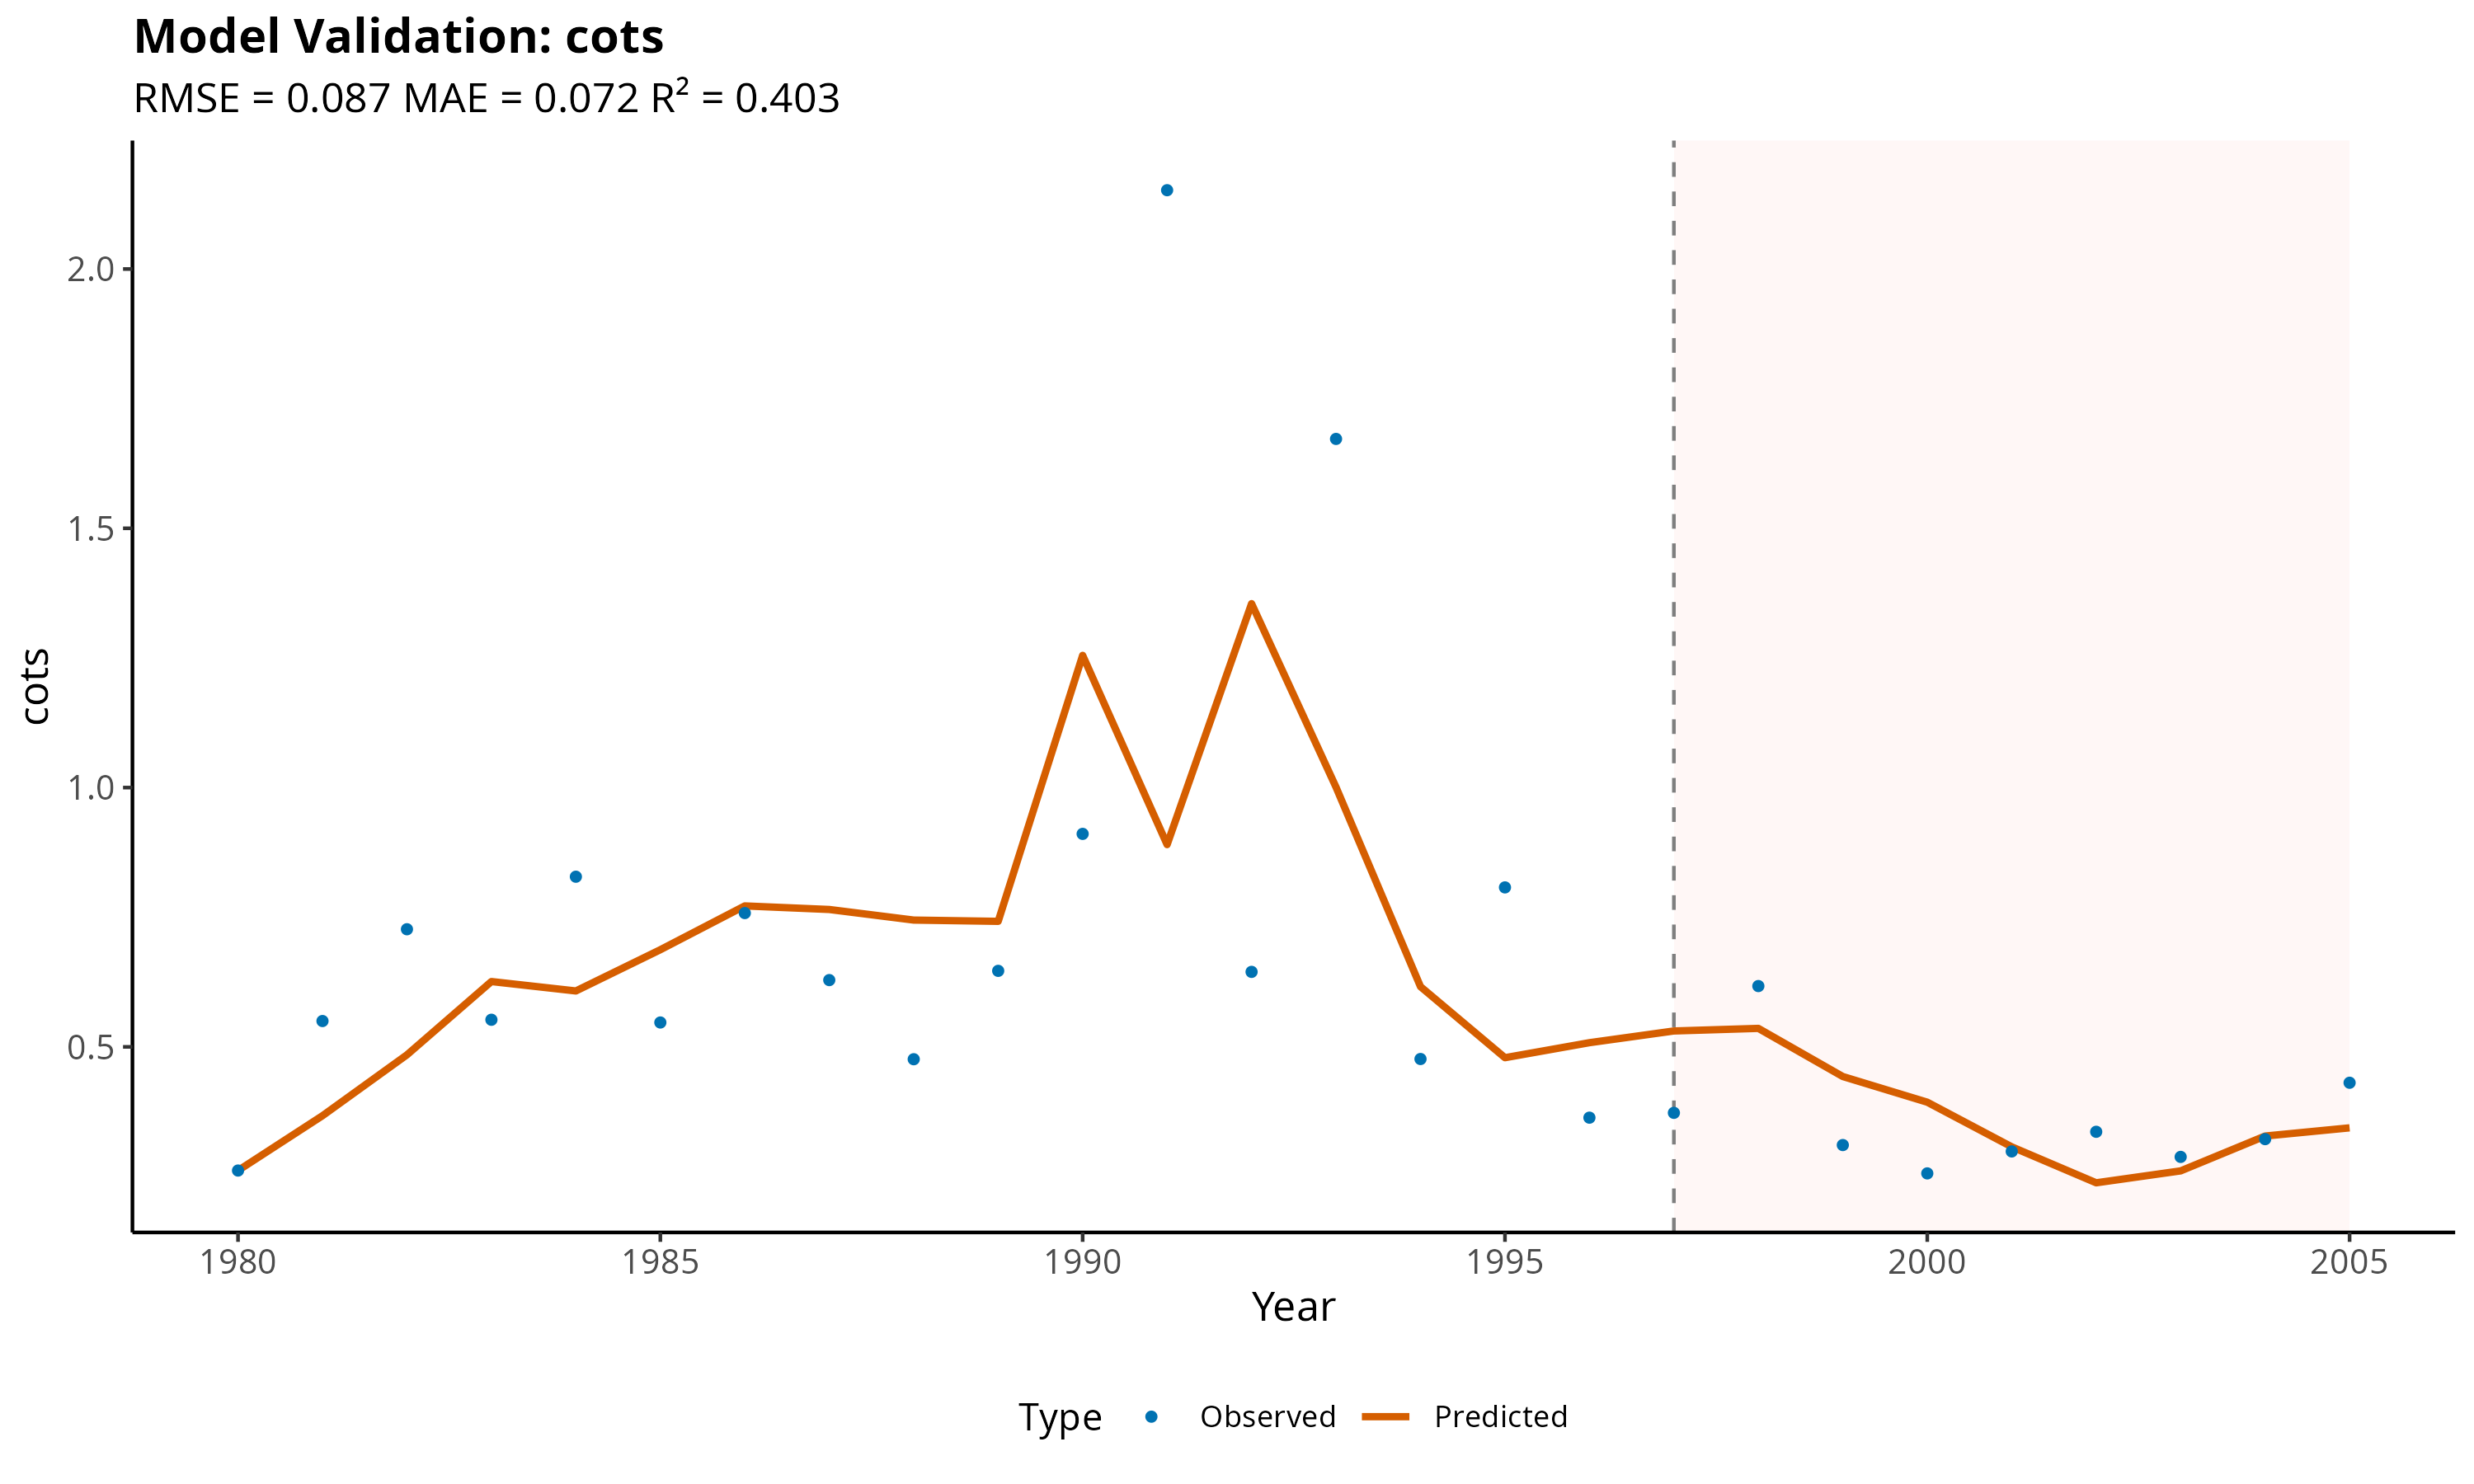 Model Validation: cots
RMSE = 0.087 MAE = 0.072 R² = 0.403
2.0
1.5
1.0
0.5
cots
1980 1985 1990 1995 2000 2005
Year
Type Observed Predicted